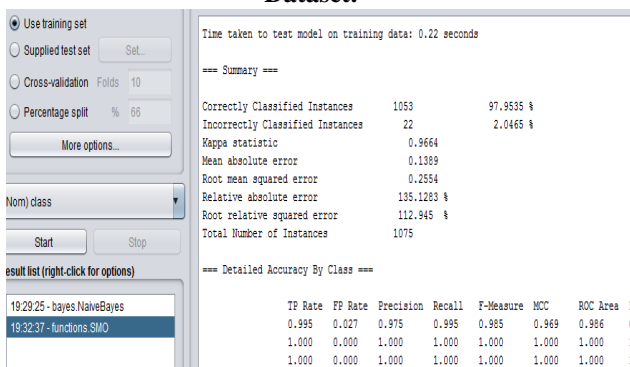 Dataset.
Use training set
Supplied test set Set...
Cross-validation Folds 10
Percentage split % 66
More options...
Nom) class
Start Stop
esult list (right-click for options)
19:29:25 - bayes.NaiveBayes
19:32:37 - functions.SMO
Time taken to test model on training data: 0.22 seconds
=== Summary ===
Correctly Classified Instances 1053 97.9535 %
Incorrectly Classified Instances 22 2.0465 %
Kappa statistic 0.9664
Mean absolute error 0.1389
Root mean squared error 0.2554
Relative absolute error 135.1283 %
Root relative squared error 112.945 %
Total Number of Instances 1075
=== Detailed Accuracy By Class ===
TP Rate FP Rate Precision Recall F-Measure MCC ROC Area
0.995 0.027 0.975 0.995 0.985 0.969 0.986
1.000 0.000 1.000 1.000 1.000 1.000 1.000
1.000 0.000 1.000 1.000 1.000 1.000 1.000